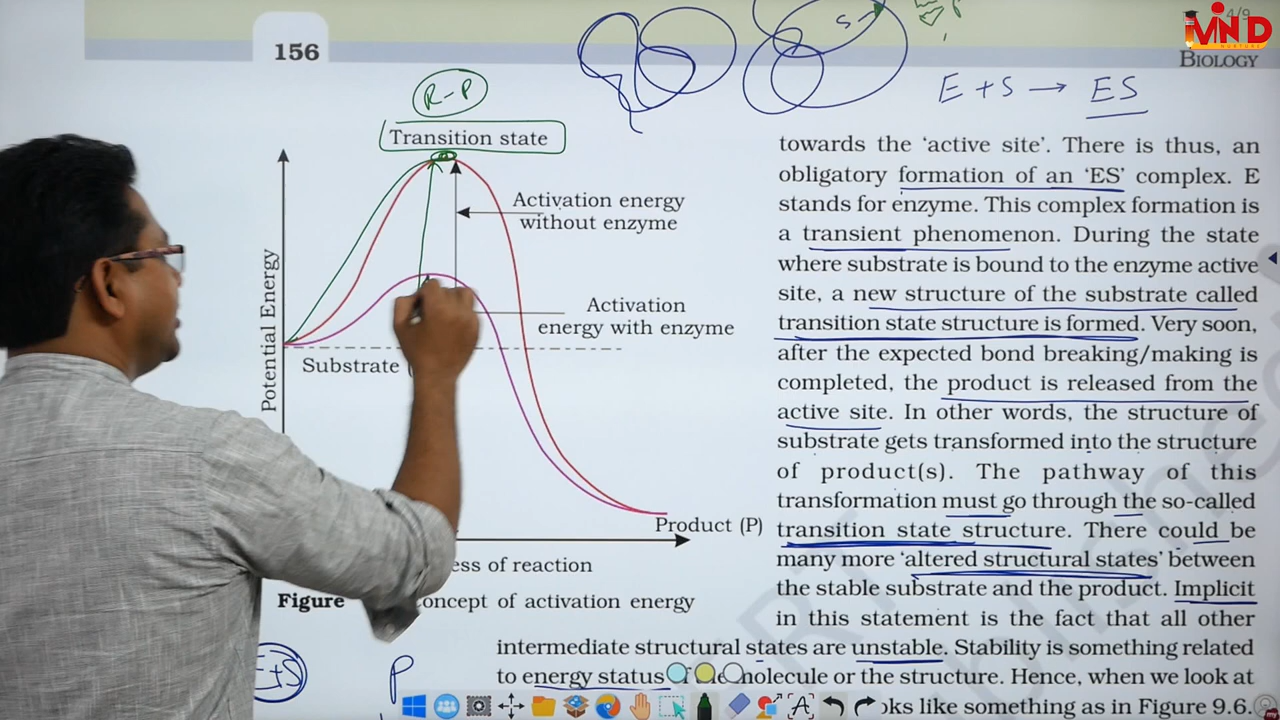 4/9
MIND
NURTURE
156
BIOLOGY
R-P
E + S → ES
S
P
Transition state
Activation energy
without enzyme
Activation
energy with enzyme
Potential Energy
Substrate
Product (P)
ess of reaction
Figure oncept of activation energy
E+S
P
towards the ‘active site’. There is thus, an
obligatory formation of an ‘ES’ complex. E
stands for enzyme. This complex formation is
a transient phenomenon. During the state
where substrate is bound to the enzyme active
site, a new structure of the substrate called
transition state structure is formed. Very soon,
after the expected bond breaking/making is
completed, the product is released from the
active site. In other words, the structure of
substrate gets transformed into the structure
of product(s). The pathway of this
transformation must go through the so-called
transition state structure. There could be
many more ‘altered structural states’ between
the stable substrate and the product. Implicit
in this statement is the fact that all other
intermediate structural states are unstable. Stability is something related
to energy status molecule or the structure. Hence, when we look at
oks like something as in Figure 9.6.